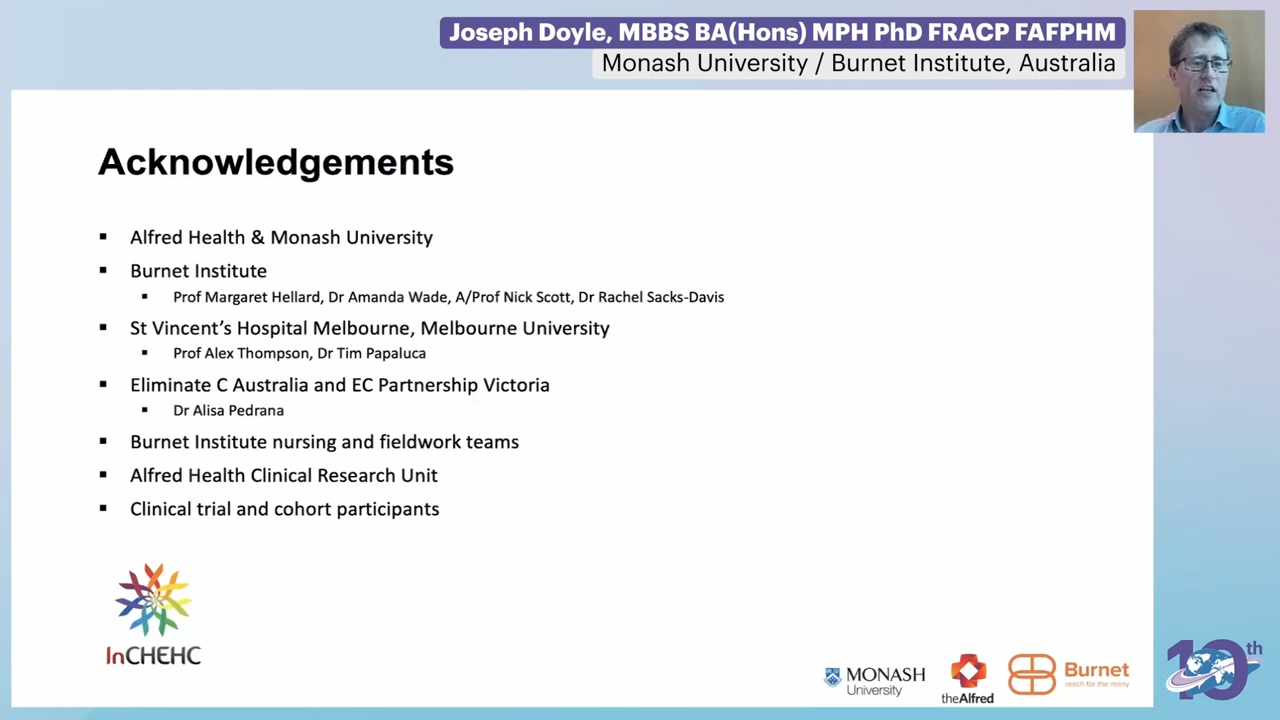 Joseph Doyle, MBBS BA(Hons) MPH PhD FRACP FAFPHM
Monash University / Burnet Institute, Australia
Acknowledgements
▪ Alfred Health & Monash University
▪ Burnet Institute
▪ Prof Margaret Hellard, Dr Amanda Wade, A/Prof Nick Scott, Dr Rachel Sacks-Davis
▪ St Vincent’s Hospital Melbourne, Melbourne University
▪ Prof Alex Thompson, Dr Tim Papaluca
▪ Eliminate C Australia and EC Partnership Victoria
▪ Dr Alisa Pedrana
▪ Burnet Institute nursing and fieldwork teams
▪ Alfred Health Clinical Research Unit
▪ Clinical trial and cohort participants
InCHEHC
MONASH
University
theAlfred
Burnet
reach for the many
10th